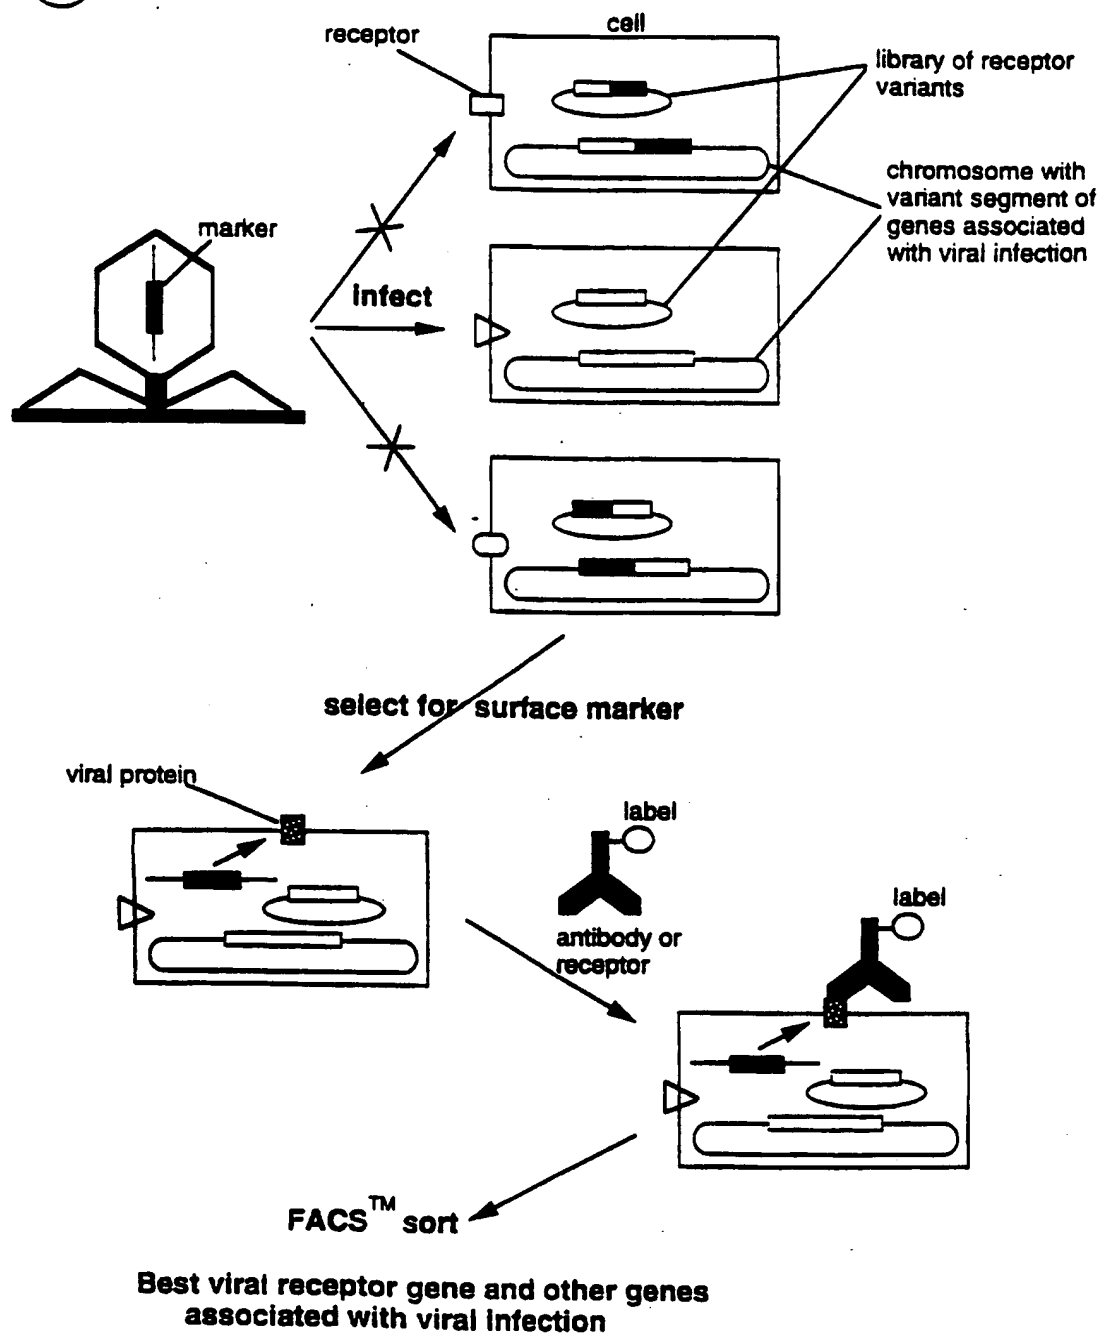 cell
receptor
library of receptor
variants
chromosome with
variant segment of
genes associated
with viral infection
marker
infect
select for surface marker
viral protein
label
antibody or
receptor
label
FACS™ sort
Best viral receptor gene and other genes
associated with viral infection